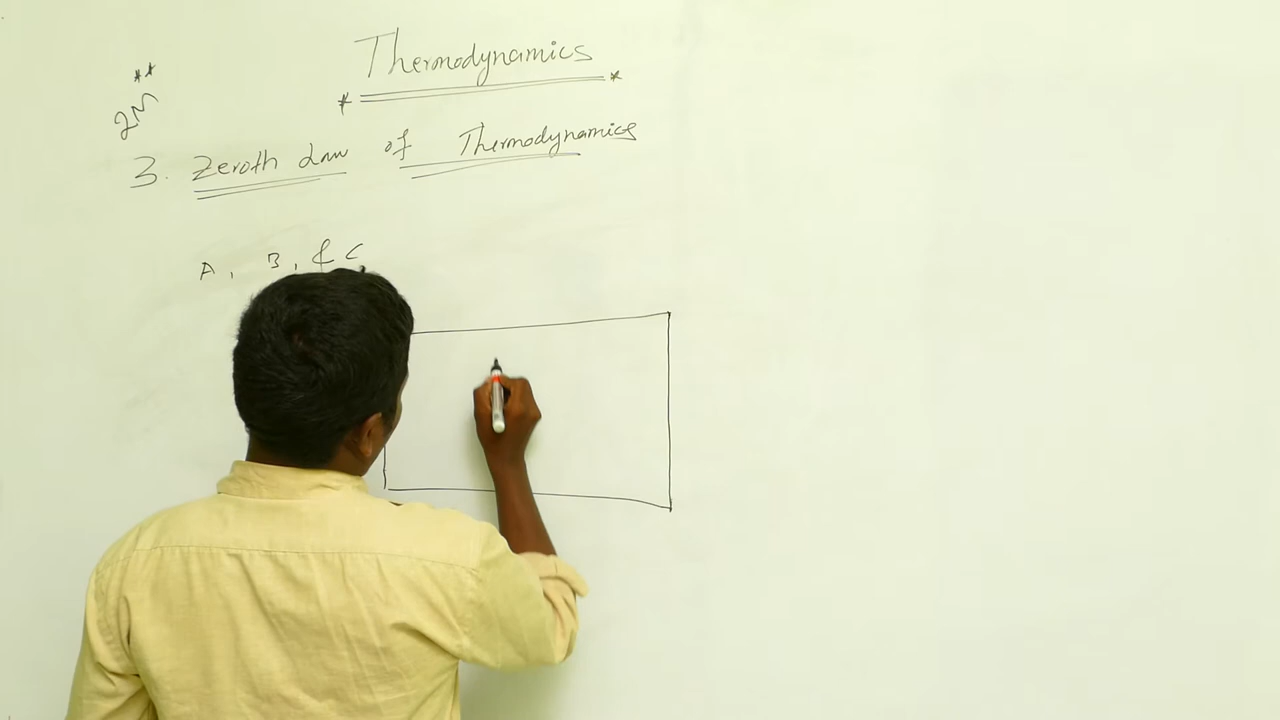 Thermodynamics
* *
** 2M
3. Zeroth Law of Thermodynamics
A, B, & C